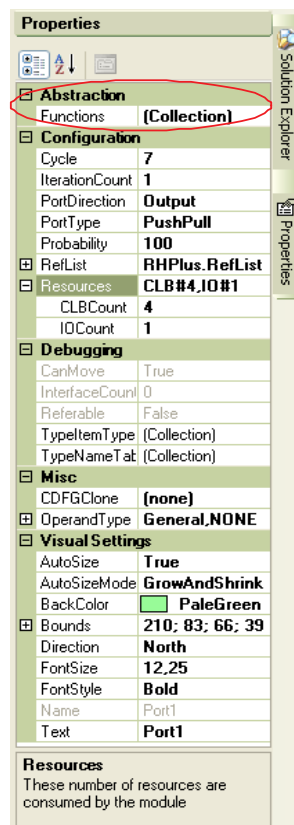 Properties
Abstraction
Functions (Collection)
Configuration
Cycle 7
IterationCount 1
PortDirection Output
PortType PushPull
Probability 100
RefList RHPlus.RefList
Resources CLB#4,IO#1
CLBCount 4
IOCount 1
Debugging
CanMove True
InterfaceCount 0
Referable False
TypeItemType (Collection)
TypeNameTab (Collection)
Misc
CDFGClone (none)
OperandType General,NONE
Visual Settings
AutoSize True
AutoSizeMode GrowAndShrink
BackColor PaleGreen
Bounds 210; 83; 66; 39
Direction North
FontSize 12,25
FontStyle Bold
Name Port1
Text Port1
Resources
These number of resources are
consumed by the module
Solution Explorer
Properties